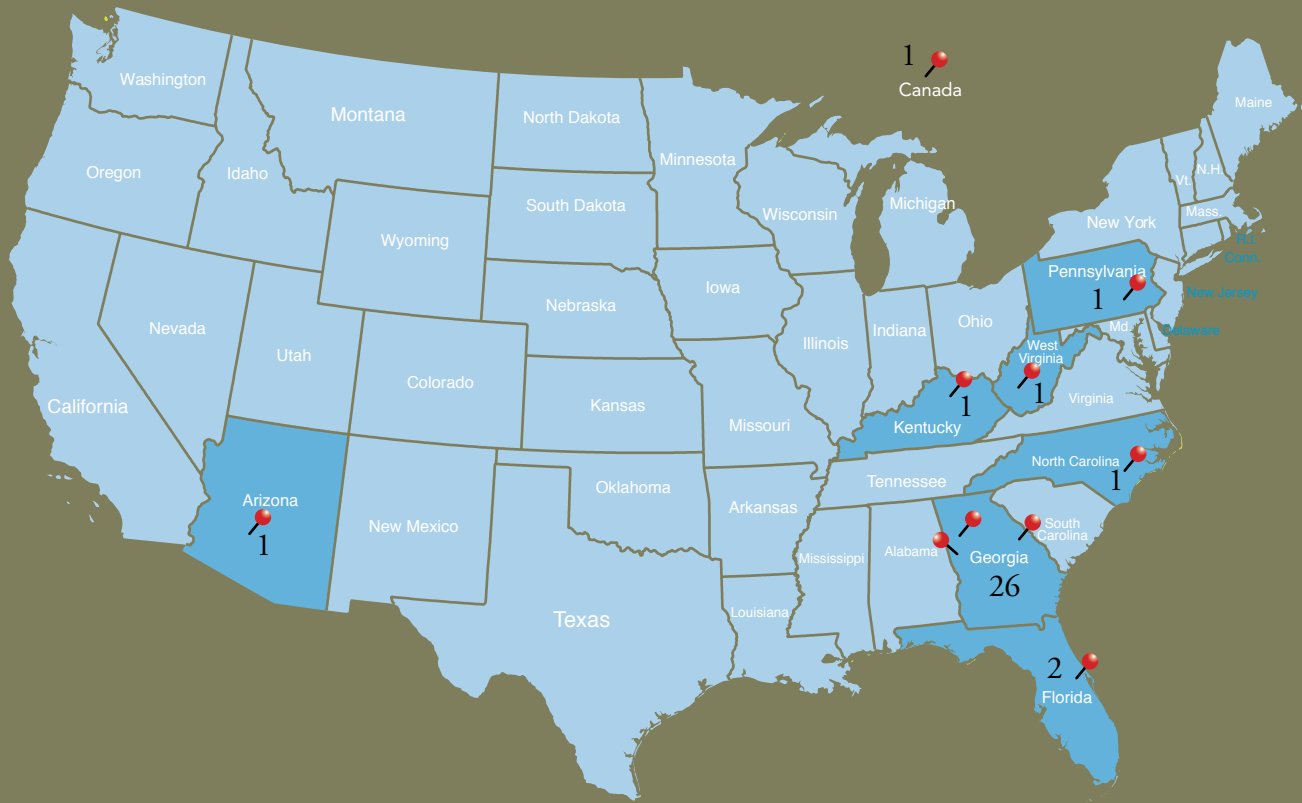 1
Canada
Washington
Montana
North Dakota
Minnesota
Maine
Oregon
Idaho
South Dakota
Wisconsin
Michigan
Vt.
N.H.
New York
Mass.
R.I.
Conn.
Wyoming
Iowa
Nebraska
Pennsylvania
1
New Jersey
Nevada
Utah
Colorado
Illinois
Indiana
Ohio
Md.
Delaware
West
Virginia
1
Virginia
California
Kansas
Missouri
1
Kentucky
North Carolina
1
Tennessee
Arizona
1
New Mexico
Oklahoma
Arkansas
Mississippi
Alabama
Georgia
26
South
Carolina
Texas
Louisiana
2
Florida